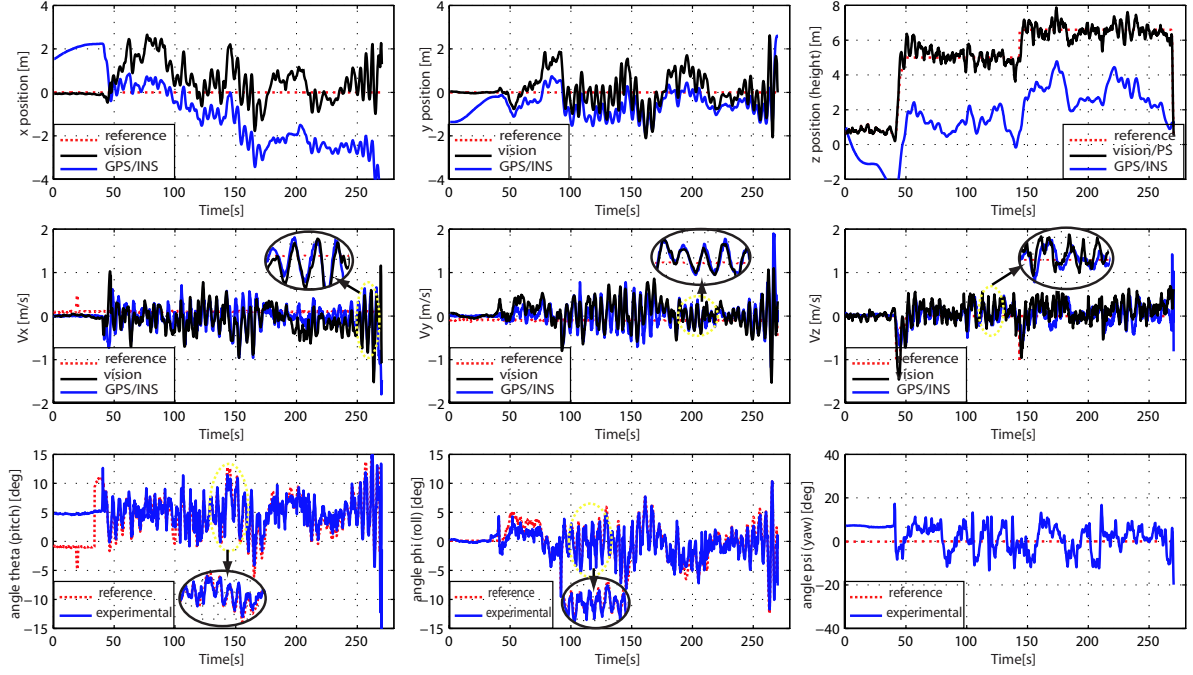 4
2
0
−2
−4
0
50
100
150
200
250
x position [m]
Time[s]
reference
vision
GPS/INS
4
2
0
−2
−4
0
50
100
150
200
250
y position [m]
Time[s]
reference
vision
GPS/INS
8
6
4
2
0
−2
0
50
100
150
200
250
z position (height) [m]
Time[s]
reference
vision/PS
GPS/INS
2
1
0
−1
2
0
50
100
150
200
250
Vx [m/s]
Time[s]
reference
vision
GPS/INS
2
1
0
−1
2
0
50
100
150
200
250
Vy [m/s]
Time[s]
reference
vision
GPS/INS
2
1
0
−1
2
0
50
100
150
200
250
Vz [m/s]
Time[s]
reference
vision
GPS/INS
15
10
5
0
−5
−10
−15
0
50
100
150
200
250
angle theta (pitch) [deg]
Time[s]
reference
experimental
15
10
5
0
−5
−10
−15
0
50
100
150
200
250
angle phi (roll) [deg]
Time[s]
reference
experimental
40
20
0
−20
−40
0
50
100
150
200
250
angle psi (yaw) [deg]
Time[s]
reference
experimental